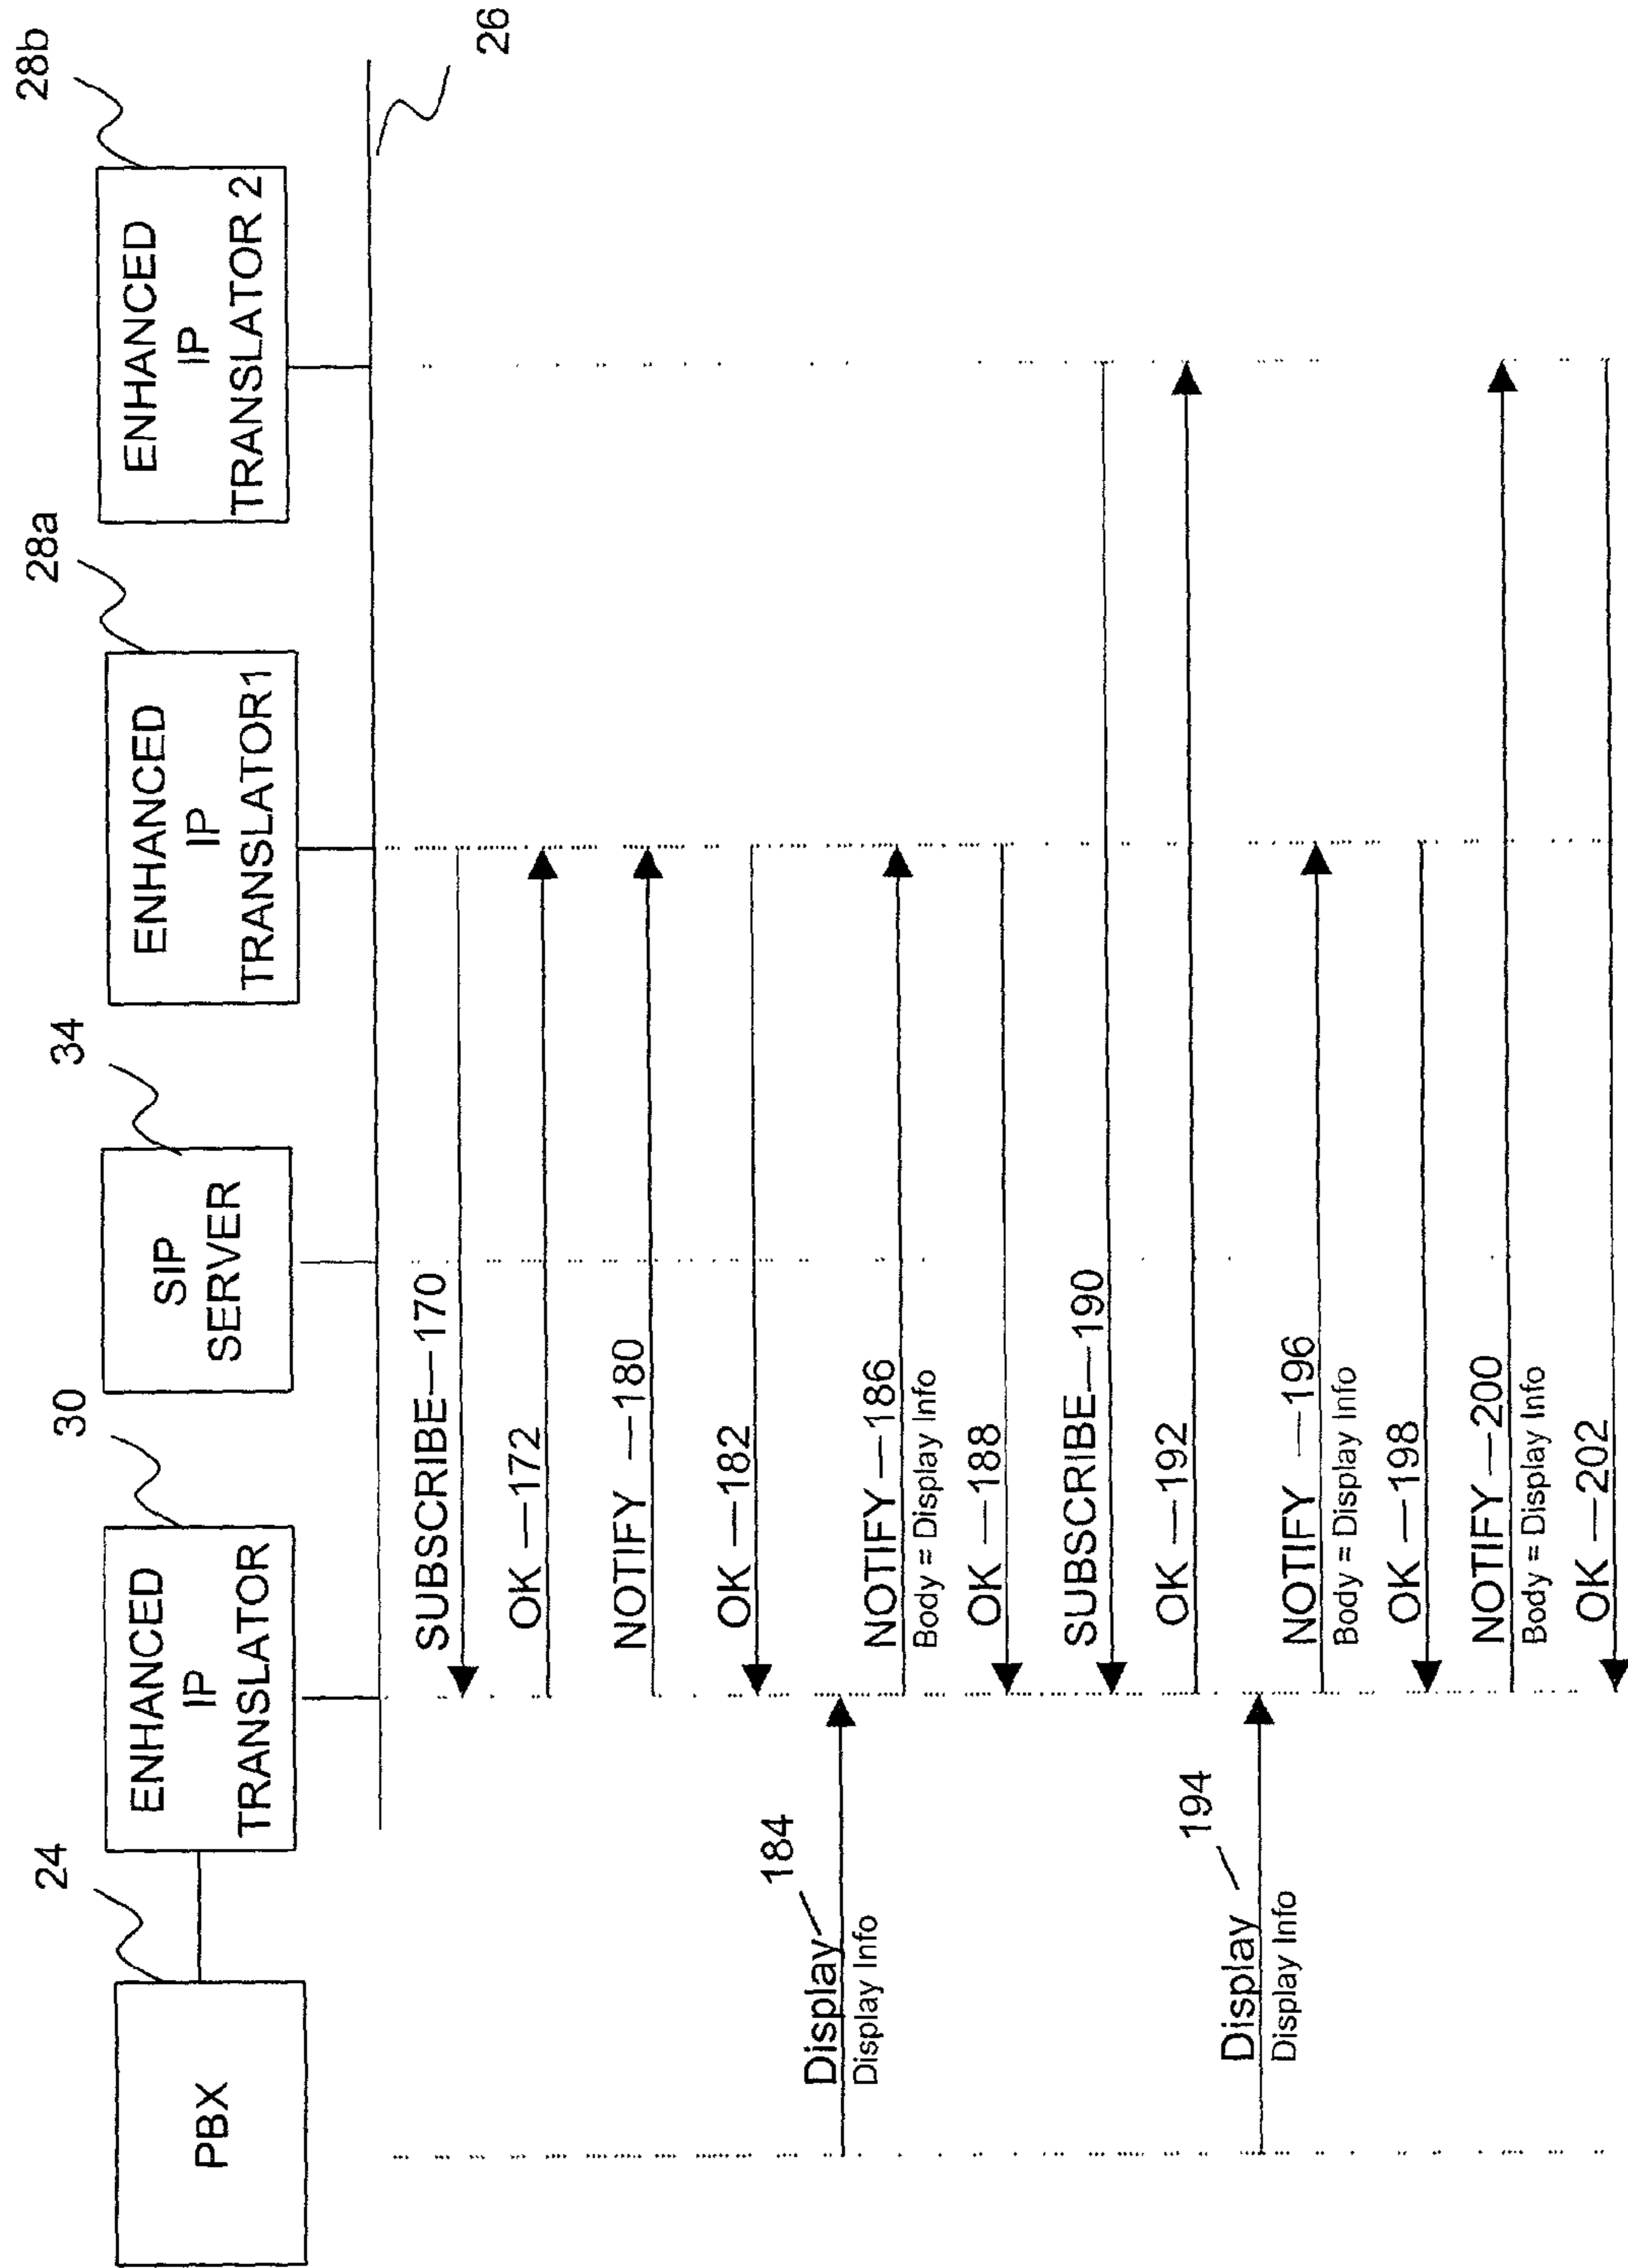 24
30
34
28a
28b
PBX
ENHANCED
IP
TRANSLATOR
SIP
SERVER
ENHANCED
IP
TRANSLATOR1
ENHANCED
IP
TRANSLATOR 2
26
SUBSCRIBE—170
OK —172
NOTIFY —180
OK —182
Display 184
Display Info
NOTIFY —186
Body = Display Info
OK —188
SUBSCRIBE—190
OK —192
Display 194
Display Info
NOTIFY —196
Body = Display Info
OK —198
NOTIFY —200
Body = Display Info
OK —202